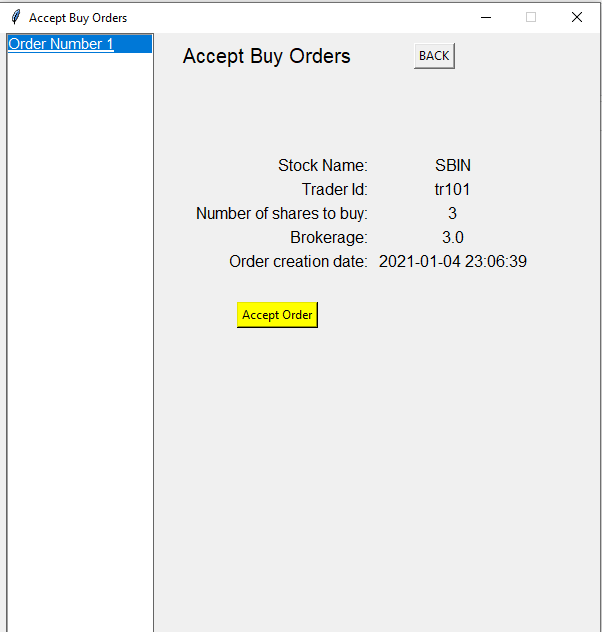 Accept Buy Orders
Order Number 1
Accept Buy Orders BACK
Stock Name: SBIN
Trader Id: tr101
Number of shares to buy: 3
Brokerage: 3.0
Order creation date: 2021-01-04 23:06:39
Accept Order